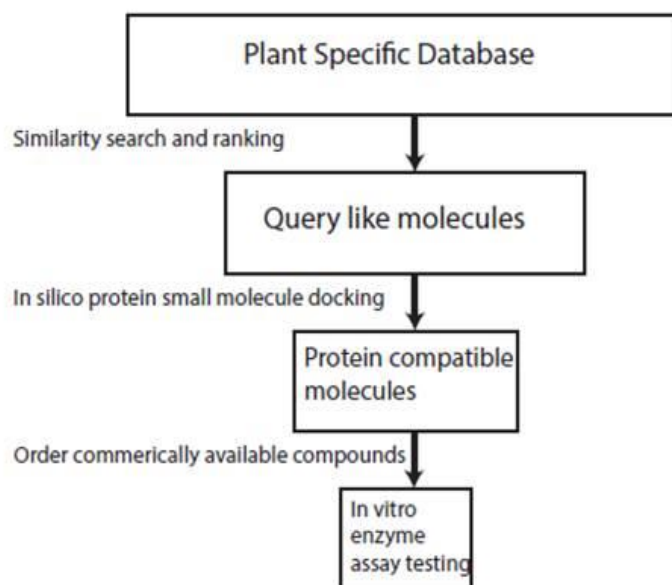 Plant Specific Database
Similarity search and ranking
Query like molecules
In silico protein small molecule docking
Protein compatible
molecules
Order commerically available compounds
In vitro
enzyme
assay testing